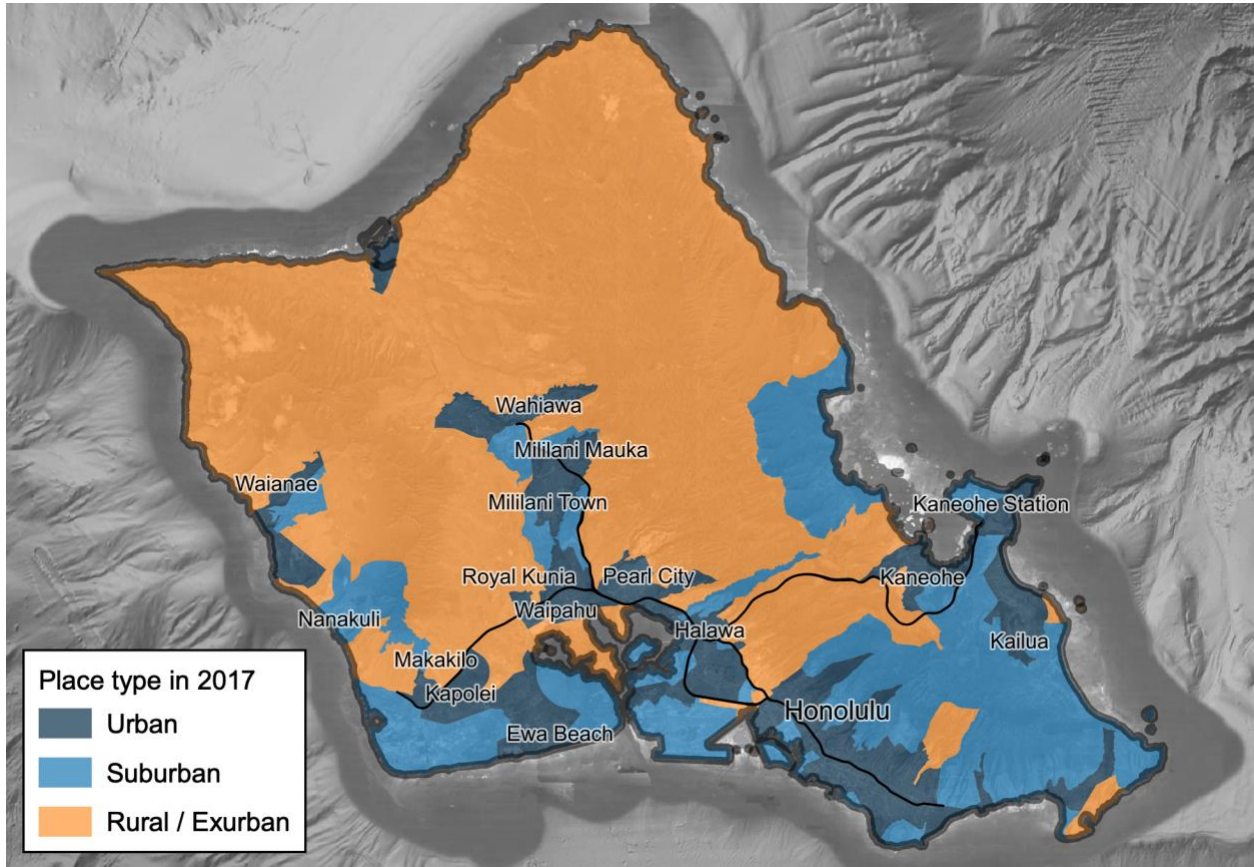 Wahiawa
Mililani Mauka
Waianae
Mililani Town
Kaneohe Station
Royal Kunia
Pearl City
Kaneohe
Nanakuli
Waipahu
Halawa
Kailua
Makakilo
Kapolei
Honolulu
Ewa Beach
Place type in 2017
Urban
Suburban
Rural / Exurban